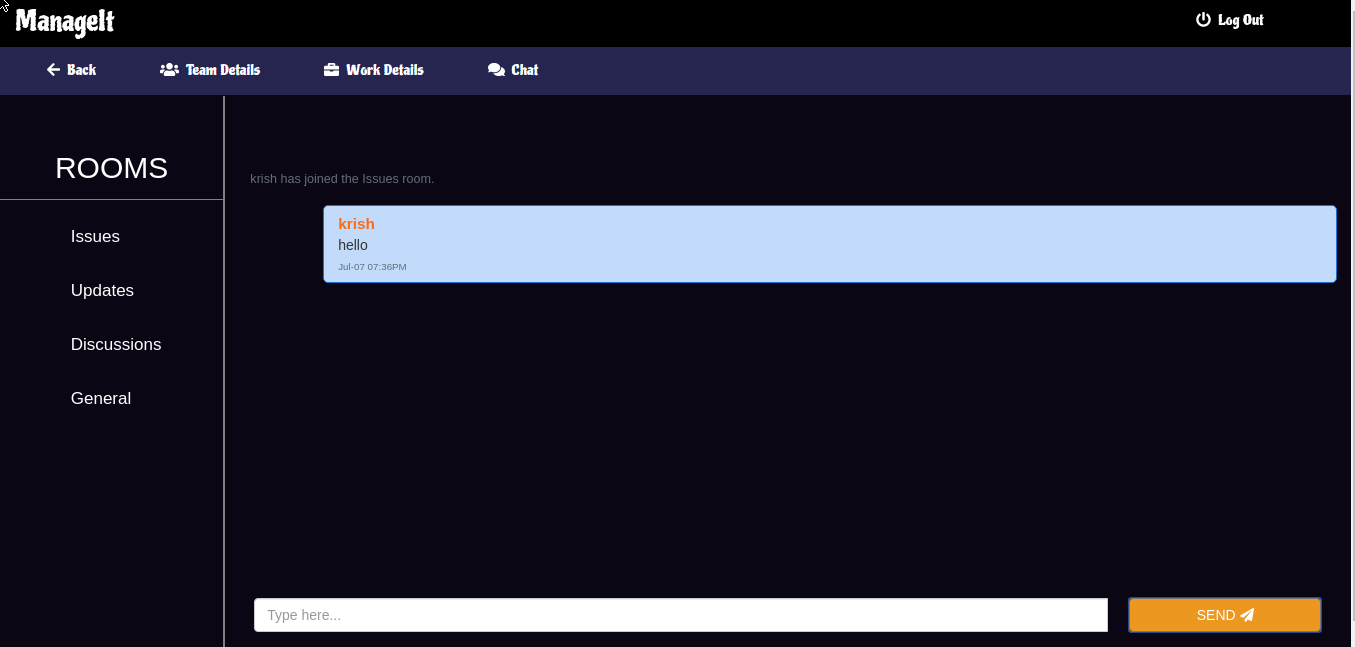 ManageIt
Log Out
Back
Team Details
Work Details
Chat
ROOMS
Issues
Updates
Discussions
General
krish has joined the Issues room.
krish
hello
Jul-07 07:36PM
Type here...
SEND